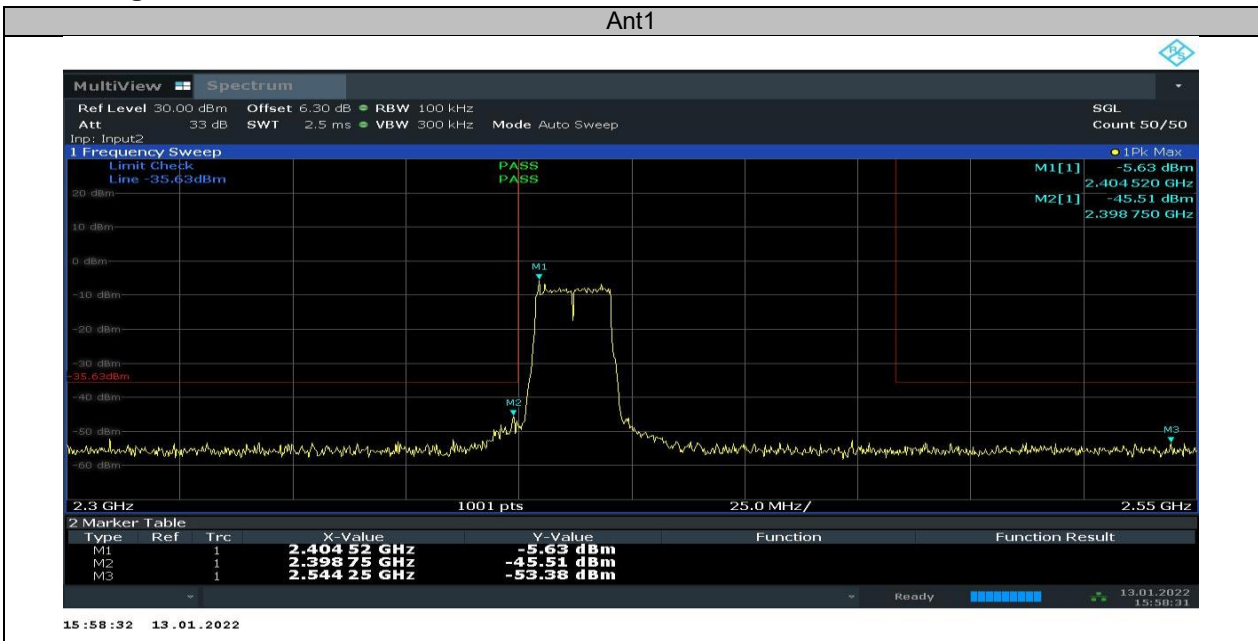 Ant1
R&S
MultiView Spectrum
Ref Level 30.00 dBm Offset 6.30 dB RBW 100 kHz SGL
Att 33 dB SWT 2.5 ms VBW 300 kHz Mode Auto Sweep Count 50/50
Inp: Input2
1 Frequency Sweep 1Pk Max
Limit Check PASS M1[1] -5.63 dBm
Line -35.63dBm PASS 2.404 520 GHz
20 dBm M2[1] -45.51 dBm
2.398 750 GHz
10 dBm
0 dBm
M1
-10 dBm
-20 dBm
-30 dBm
-35.63dBm
-40 dBm
M2
-50 dBm
M3
-60 dBm
2.3 GHz 1001 pts 25.0 MHz/ 2.55 GHz
2 Marker Table
Type Ref Trc X-Value Y-Value Function Function Result
M1 1 2.404 52 GHz -5.63 dBm
M2 1 2.398 75 GHz -45.51 dBm
M3 1 2.544 25 GHz -53.38 dBm
Ready 13.01.2022
15:58:31
15:58:32 13.01.2022